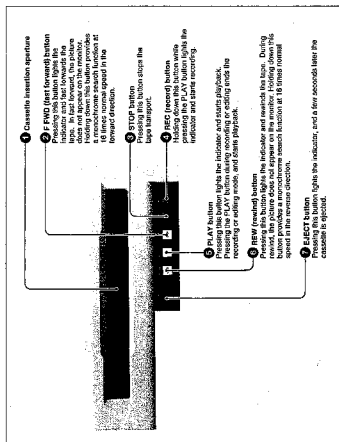 ❶ Cassette insertion aperture
❷ F FWD (fast forward) button
Pressing this button lights the
indicator and fast forwards the
tape. In fast forward, the picture
does not appear on the monitor.
Holding down this button provides
a monochrome search function at
16 times normal speed in the
forward direction.
❸ STOP button
Pressing this button stops the
tape transport.
❹ REC (record) button
Holding down this button while
pressing the PLAY button lights the
indicator and starts recording.
❺ PLAY button
Pressing this button lights the indicator and starts playback.
Pressing the PLAY button during recording or editing ends the
recording or editing mode, and starts playback.
❻ REW (rewind) button
Pressing this button lights the indicator and rewinds the tape. During
rewind, the picture does not appear on the monitor. Holding down this
button provides a monochrome search function at 16 times normal
speed in the reverse direction.
❼ EJECT button
Pressing this button lights the indicator, and a few seconds later the
cassette is ejected.